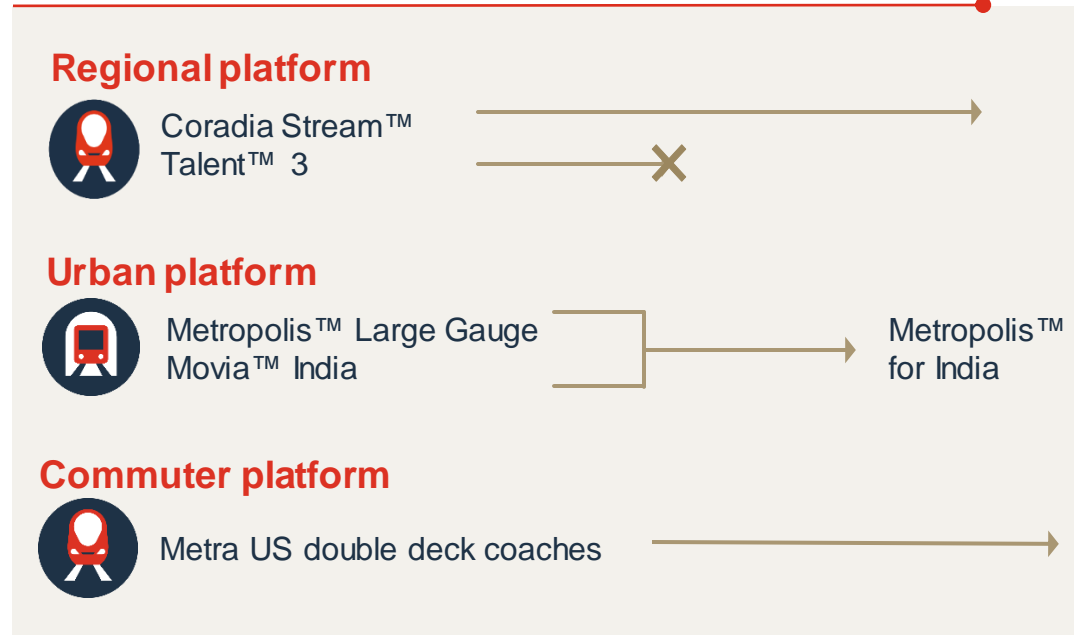 Regional platform
Coradia Stream™
Talent™ 3
Urban platform
Metropolis™ Large Gauge
Movia™ India
Metropolis™
for India
Commuter platform
Metra US double deck coaches